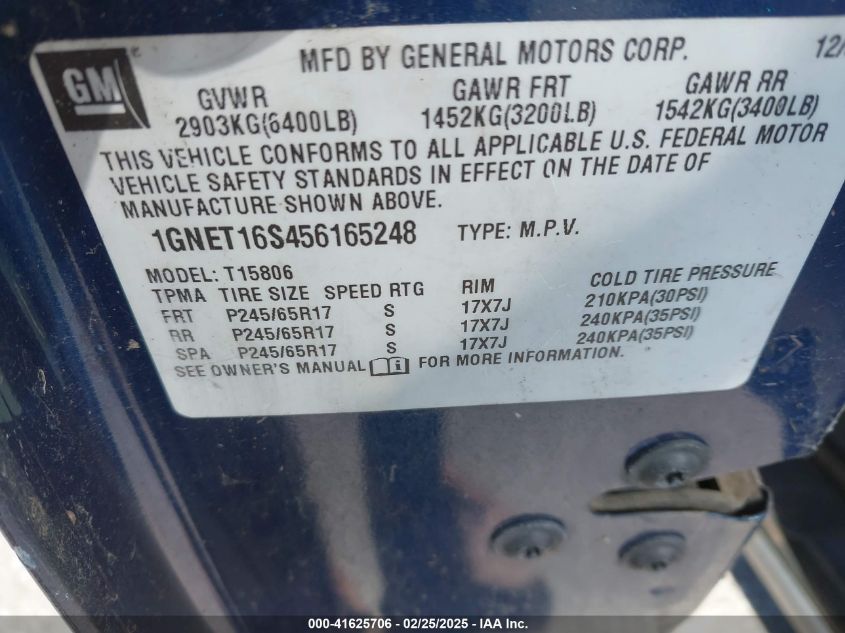 GM®
MFD BY GENERAL MOTORS CORP. 12/
GVWR GAWR FRT GAWR RR
2903KG(6400LB) 1452KG(3200LB) 1542KG(3400LB)
THIS VEHICLE CONFORMS TO ALL APPLICABLE U.S. FEDERAL MOTOR
VEHICLE SAFETY STANDARDS IN EFFECT ON THE DATE OF
MANUFACTURE SHOWN ABOVE.
1GNET16S456165248 TYPE: M.P.V.
MODEL: T15806
TPMA TIRE SIZE SPEED RTG RIM COLD TIRE PRESSURE
FRT P245/65R17 S 17X7J 210KPA(30PSI)
RR P245/65R17 S 17X7J 240KPA(35PSI)
SPA P245/65R17 S 17X7J 240KPA(35PSI)
SEE OWNER'S MANUAL i FOR MORE INFORMATION.
000-41625706 - 02/25/2025 - IAA Inc.